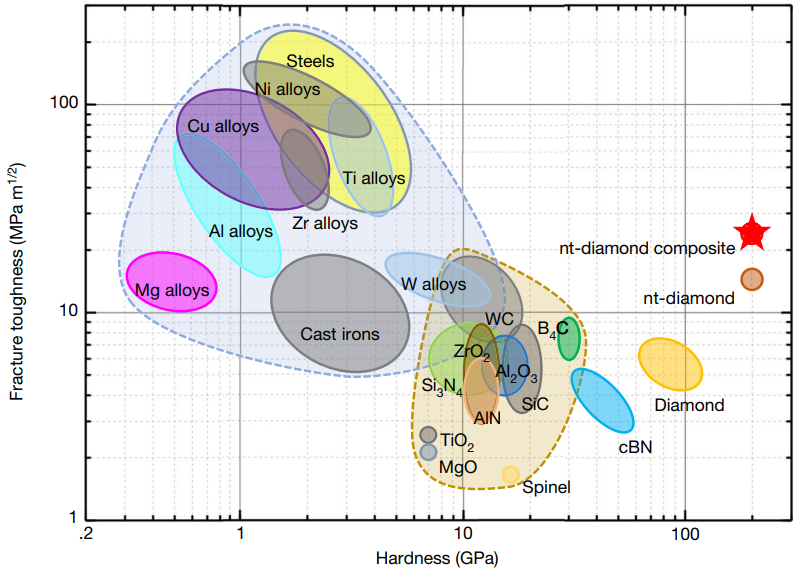 Steels
Ni alloys
100
Cu alloys
Ti alloys
Zr alloys
Al alloys
nt-diamond composite
W alloys
Mg alloys
nt-diamond
10
WC
B₄C
Cast irons
ZrO₂
Al₂O₃
Si₃N₄
SiC
Diamond
AlN
TiO₂
cBN
MgO
Spinel
1
.2
1
10
100
Hardness (GPa)
Fracture toughness (MPa m¹/²)